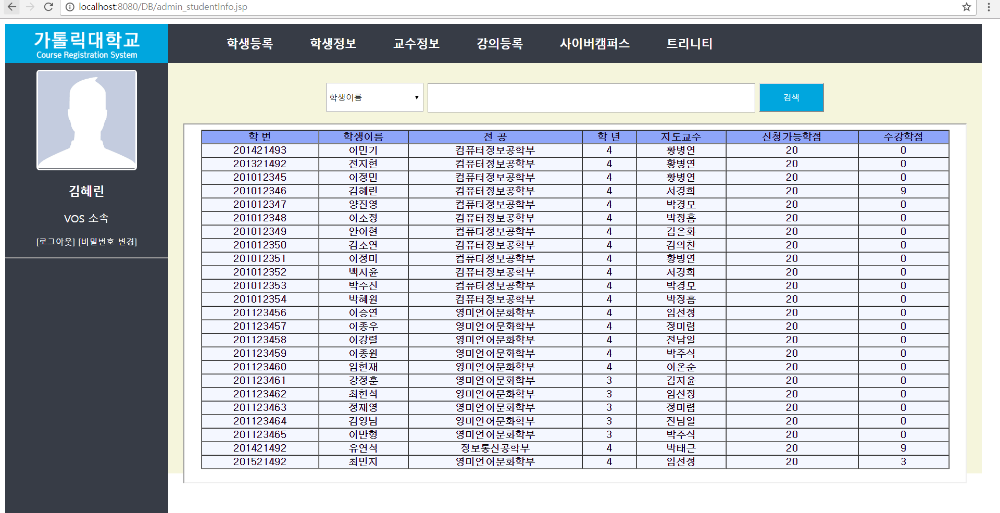 localhost:8080/DB/admin_studentInfo.jsp
가톨릭대학교
Course Registration System
학생등록 학생정보 교수정보 강의등록 사이버캠퍼스 트리니티
김혜린
VOS 소속
[로그아웃] [비밀번호 변경]
학생이름 검색
학 번 학생이름 전 공 학 년 지도교수 신청가능학점 수강학점
201421493 이민기 컴퓨터정보공학부 4 황병연 20 0
201321492 전지현 컴퓨터정보공학부 4 황병연 20 0
201012345 이정민 컴퓨터정보공학부 4 황병연 20 0
201012346 김혜린 컴퓨터정보공학부 4 서경희 20 9
201012347 양진영 컴퓨터정보공학부 4 박경모 20 0
201012348 이소정 컴퓨터정보공학부 4 박정흠 20 0
201012349 안아현 컴퓨터정보공학부 4 김은화 20 0
201012350 김소연 컴퓨터정보공학부 4 김의찬 20 0
201012351 이정미 컴퓨터정보공학부 4 황병연 20 0
201012352 백지윤 컴퓨터정보공학부 4 서경희 20 0
201012353 박수진 컴퓨터정보공학부 4 박경모 20 0
201012354 박혜원 컴퓨터정보공학부 4 박정흠 20 0
201123456 이승연 영미언어문화학부 4 임선정 20 0
201123457 이종우 영미언어문화학부 4 정미렴 20 0
201123458 이강렬 영미언어문화학부 4 전남일 20 0
201123459 이종원 영미언어문화학부 4 박주식 20 0
201123460 임현재 영미언어문화학부 4 이온순 20 0
201123461 강정훈 영미언어문화학부 3 김지윤 20 0
201123462 최현석 영미언어문화학부 3 임선정 20 0
201123463 정재영 영미언어문화학부 3 정미렴 20 0
201123464 김영남 영미언어문화학부 3 전남일 20 0
201123465 이만형 영미언어문화학부 3 박주식 20 0
201421492 유연석 정보통신공학부 4 박태근 20 9
201521492 최민지 영미언어문화학부 4 임선정 20 3